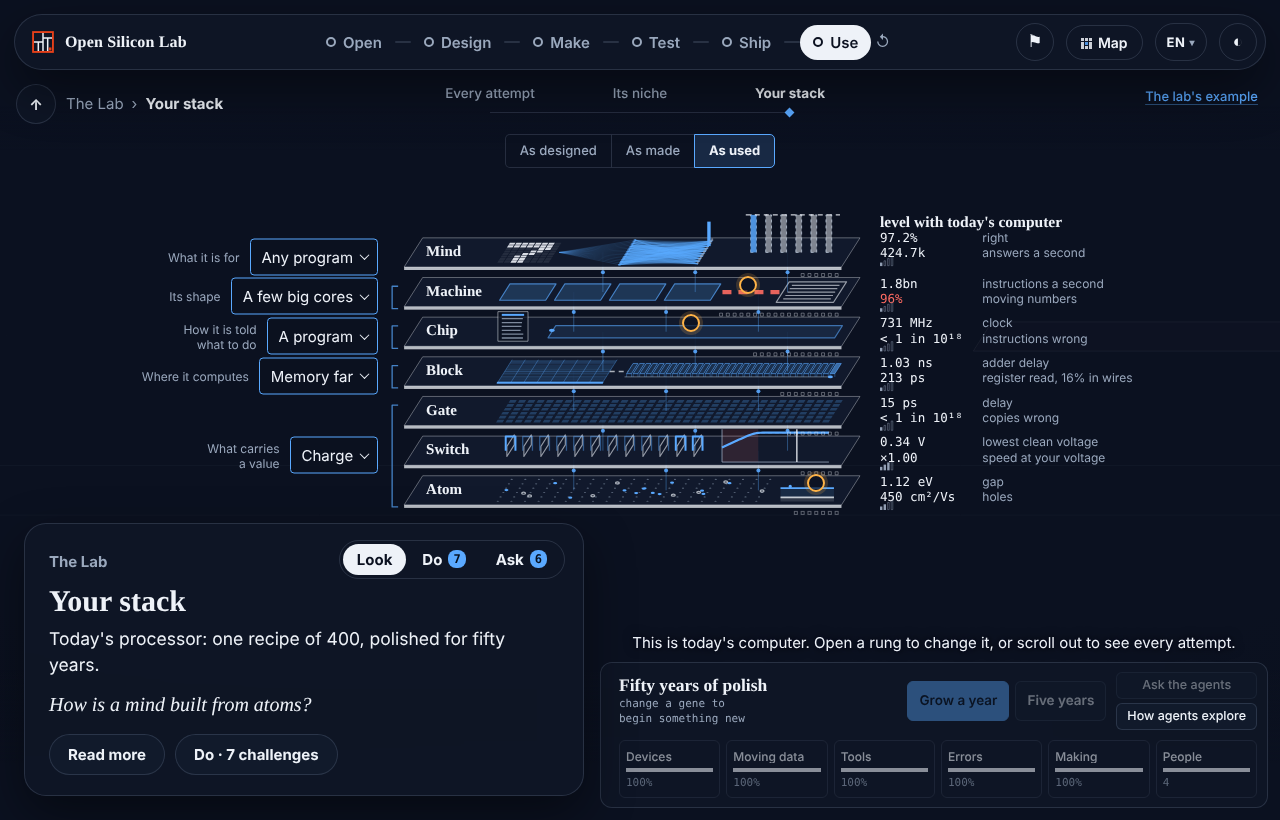 Open Silicon Lab
Open
Design
Make
Test
Ship
Use
Map
EN
The Lab › Your stack
Every attempt
Its niche
Your stack
The lab's example
As designed
As made
As used
What it is for
Any program
Its shape
A few big cores
How it is told
what to do
A program
Where it computes
Memory far
What carries
a value
Charge
Mind
Machine
Chip
Block
Gate
Switch
Atom
level with today's computer
97.2% right
424.7k answers a second
1.8bn instructions a second
96% moving numbers
731 MHz clock
< 1 in 10¹⁸ instructions wrong
1.03 ns adder delay
213 ps register read, 16% in wires
15 ps delay
< 1 in 10¹⁸ copies wrong
0.34 V lowest clean voltage
×1.00 speed at your voltage
1.12 eV gap
450 cm²/Vs holes
The Lab
Look
Do 7
Ask 6
Your stack
Today's processor: one recipe of 400, polished for fifty
years.
How is a mind built from atoms?
Read more
Do · 7 challenges
This is today's computer. Open a rung to change it, or scroll out to see every attempt.
Fifty years of polish
change a gene to
begin something new
Grow a year
Five years
Ask the agents
How agents explore
Devices
100%
Moving data
100%
Tools
100%
Errors
100%
Making
100%
People
4